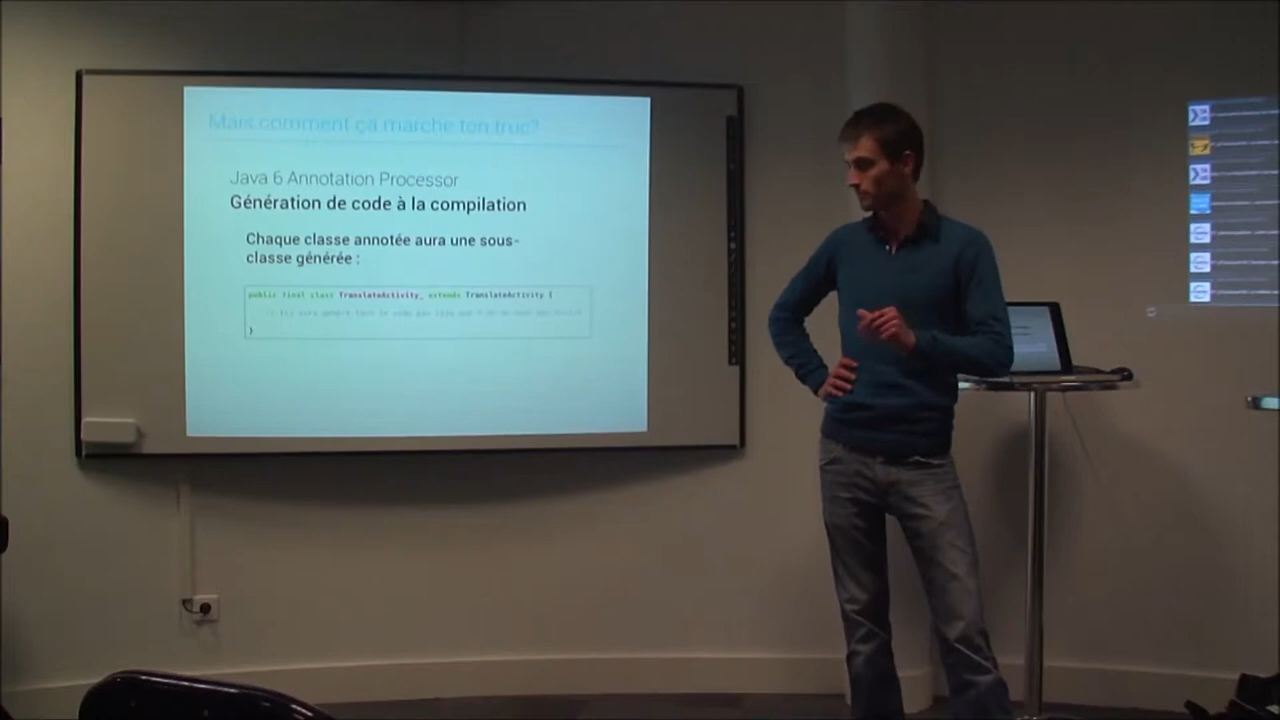 Mais comment ça marche ton truc?
Java 6 Annotation Processor
Génération de code à la compilation
Chaque classe annotée aura une sous-
classe générée :
public final class TranslateActivity_ extends TranslateActivity {
}